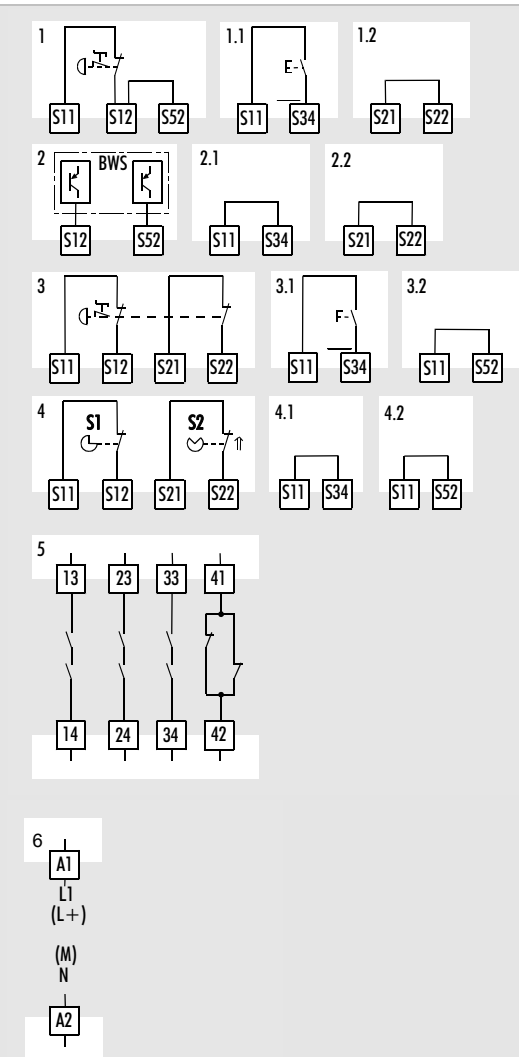 1
1.1
1.2
E-
S11 S12 S52
S11 S34
S21 S22
2
BWS
2.1
2.2
S12 S52
S11 S34
S21 S22
3
3.1
3.2
S11 S12 S21 S22
S11 S34
S11 S52
4
S1
S2
4.1
4.2
S11 S12 S21 S22
S11 S34
S11 S52
5
13 23 33 41
14 24 34 42
6
A1
L1
(L+)
(M)
N
A2